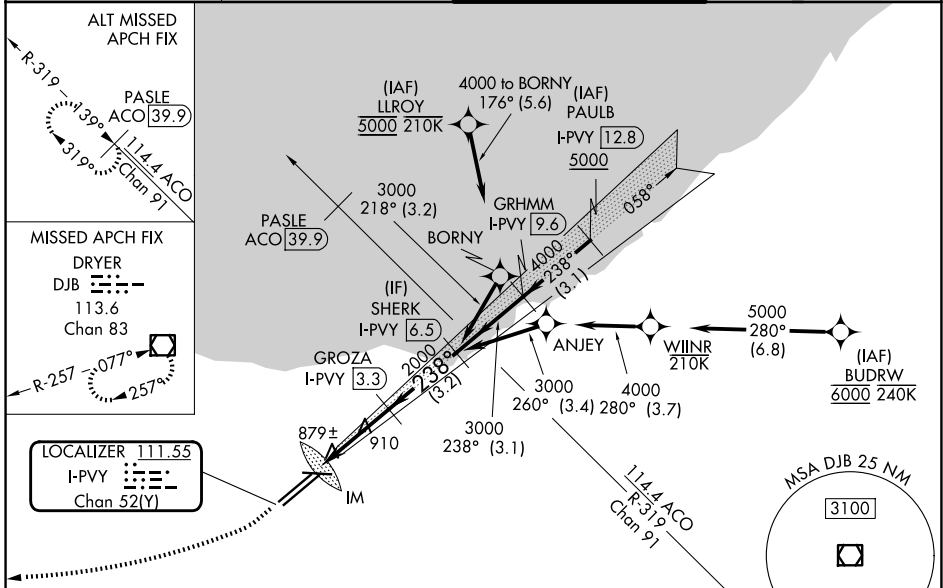 ALT MISSED
APCH FIX
R-319
139°
319°
PASLE
ACO 39.9
114.4 ACO
Chan 91
MISSED APCH FIX
DRYER
DJB
113.6
Chan 83
R-257
077°
257°
LOCALIZER 111.55
I-PVY
Chan 52(Y)
(IAF)
LLROY
5000 210K
4000 to BORNY
176° (5.6)
(IAF)
PAULB
I-PVY 12.8
5000
058°
3000
218° (3.2)
PASLE
ACO 39.9
GRHMM
I-PVY 9.6
BORNY
4000
238°
(3.1)
(IF)
SHERK
I-PVY 6.5
GROZA
I-PVY 3.3
2000
238°
(3.2)
ANJEY
WIINR
210K
5000
280°
(6.8)
(IAF)
BUDRW
6000 240K
3000
260° (3.4)
4000
280° (3.7)
3000
238° (3.1)
879±
910
IM
114.4 ACO
R-319
Chan 91
MSA DJB 25 NM
3100